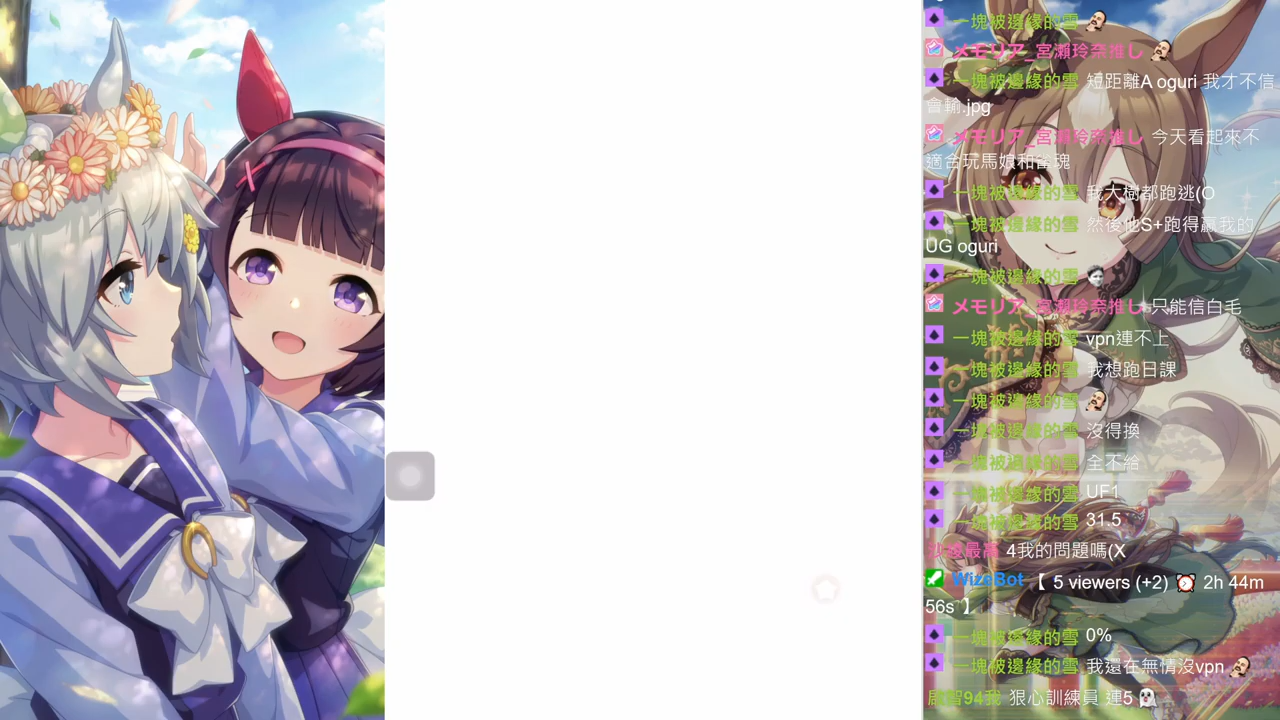 一塊被邊緣的雪
メモリア_宮瀬玲奈推し
一塊被邊緣的雪 短距離A oguri 我才不信
會輸.jpg
メモリア_宮瀬玲奈推し 今天看起來不
適合玩馬娘和雀瑰
一塊被邊緣的雪 我大樹都跑逃(O
一塊被邊緣的雪 然後他S+跑得贏我的
UG oguri
一塊被邊緣的雪
メモリア_宮瀬玲奈推し 只能信白毛
一塊被邊緣的雪 vpn連不上
一塊被邊緣的雪 我想跑日課
一塊被邊緣的雪
一塊被邊緣的雪 沒得換
一塊被邊緣的雪 全不給
一塊被邊緣的雪 UF1
一塊被邊緣的雪 31.5
最高 4我的問題嗎(X
WizeBot 【 5 viewers (+2) ⏰ 2h 44m
56s 】
一塊被邊緣的雪 0%
一塊被邊緣的雪 我還在無情沒vpn
啟智94我 狠心訓練員 連5